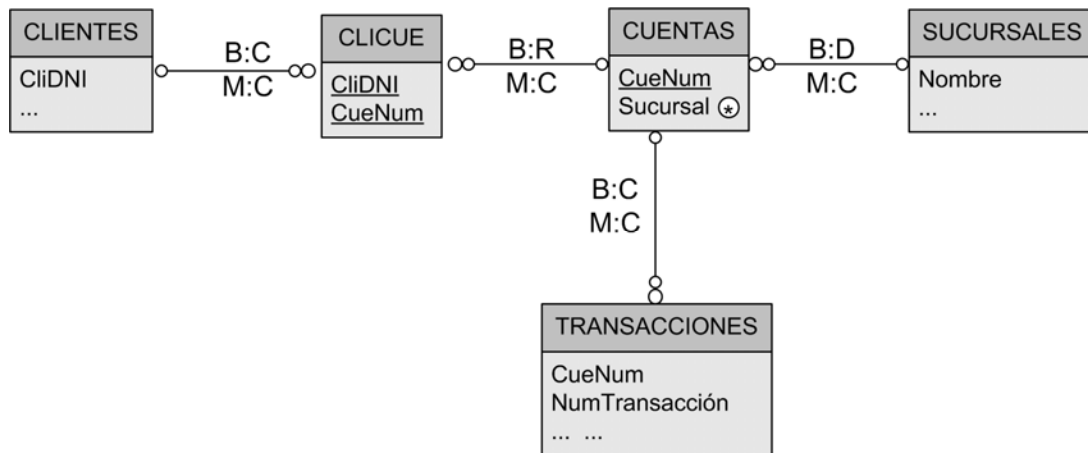 CLIENTES
CliDNI
...
B:C
M:C
CLICUE
CliDNI
CueNum
B:R
M:C
CUENTAS
CueNum
Sucursal *
B:D
M:C
SUCURSALES
Nombre
...
B:C
M:C
TRANSACCIONES
CueNum
NumTransacción
... ...